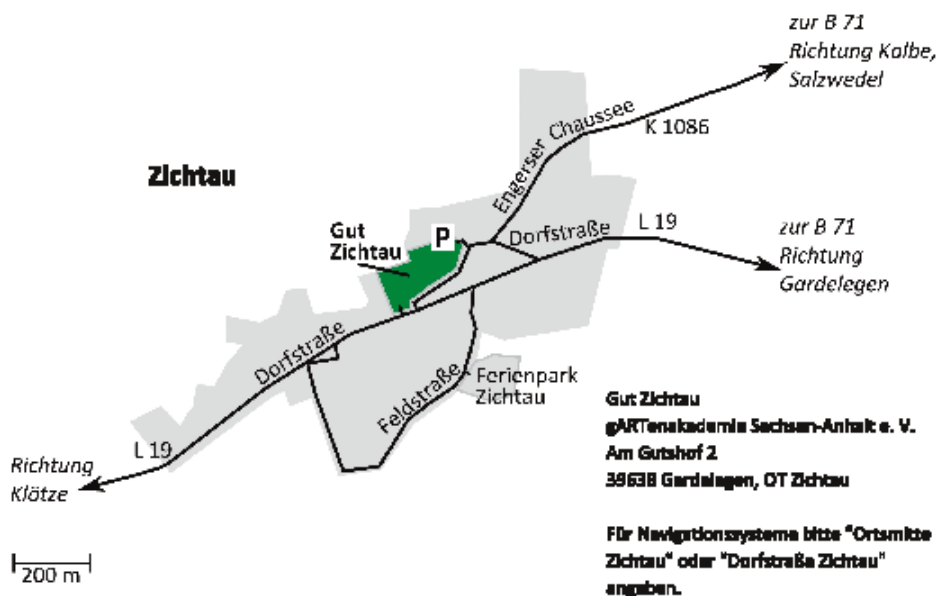 zur B 71
Richtung Kalbe,
Salzwedel
Engerser Chaussee
K 1086
Zichtau
Gut
Zichtau
P
Dorfstraße
L 19
zur B 71
Richtung
Gardelegen
Dorfstraße
Feldstraße
Ferienpark
Zichtau
L 19
Richtung
Klötze
200 m
Gut Zichtau
gARTenakademie Sachsen-Anhalt e. V.
Am Gutshof 2
39638 Gardelegen, OT Zichtau
Für Navigationssysteme bitte "Ortsmitte
Zichtau" oder "Dorfstraße Zichtau"
angeben.